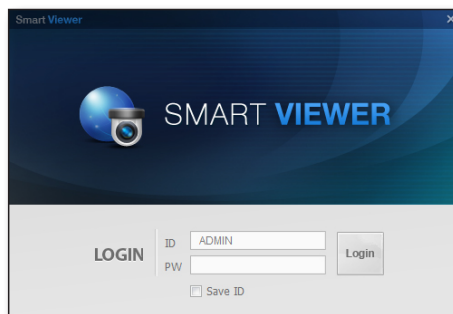 Smart Viewer
SMART VIEWER
LOGIN
ID ADMIN
PW
Login
Save ID